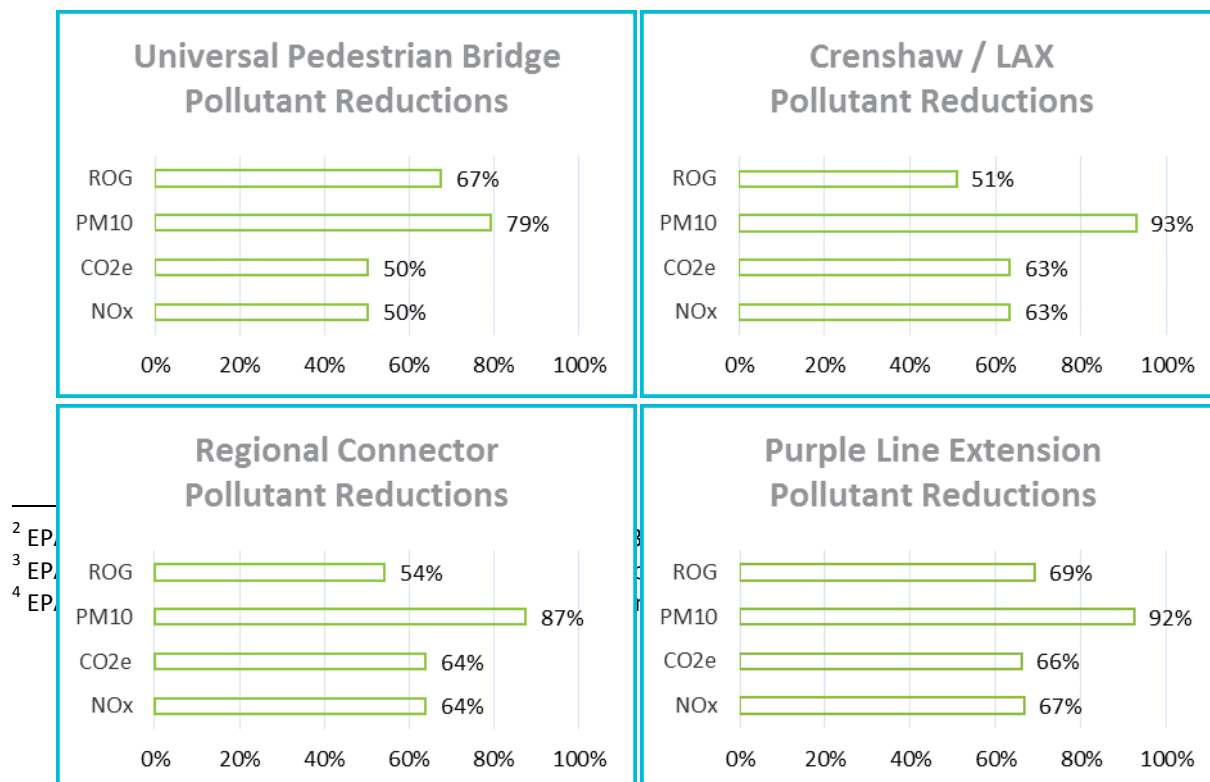 Universal Pedestrian Bridge
Pollutant Reductions
ROG 67%
PM10 79%
CO2e 50%
NOx 50%
0% 20% 40% 60% 80% 100%
Crenshaw / LAX
Pollutant Reductions
ROG 51%
PM10 93%
CO2e 63%
NOx 63%
0% 20% 40% 60% 80% 100%
Regional Connector
Pollutant Reductions
ROG 54%
PM10 87%
CO2e 64%
NOx 64%
0% 20% 40% 60% 80% 100%
Purple Line Extension
Pollutant Reductions
ROG 69%
PM10 92%
CO2e 66%
NOx 67%
0% 20% 40% 60% 80% 100%
2
3
4